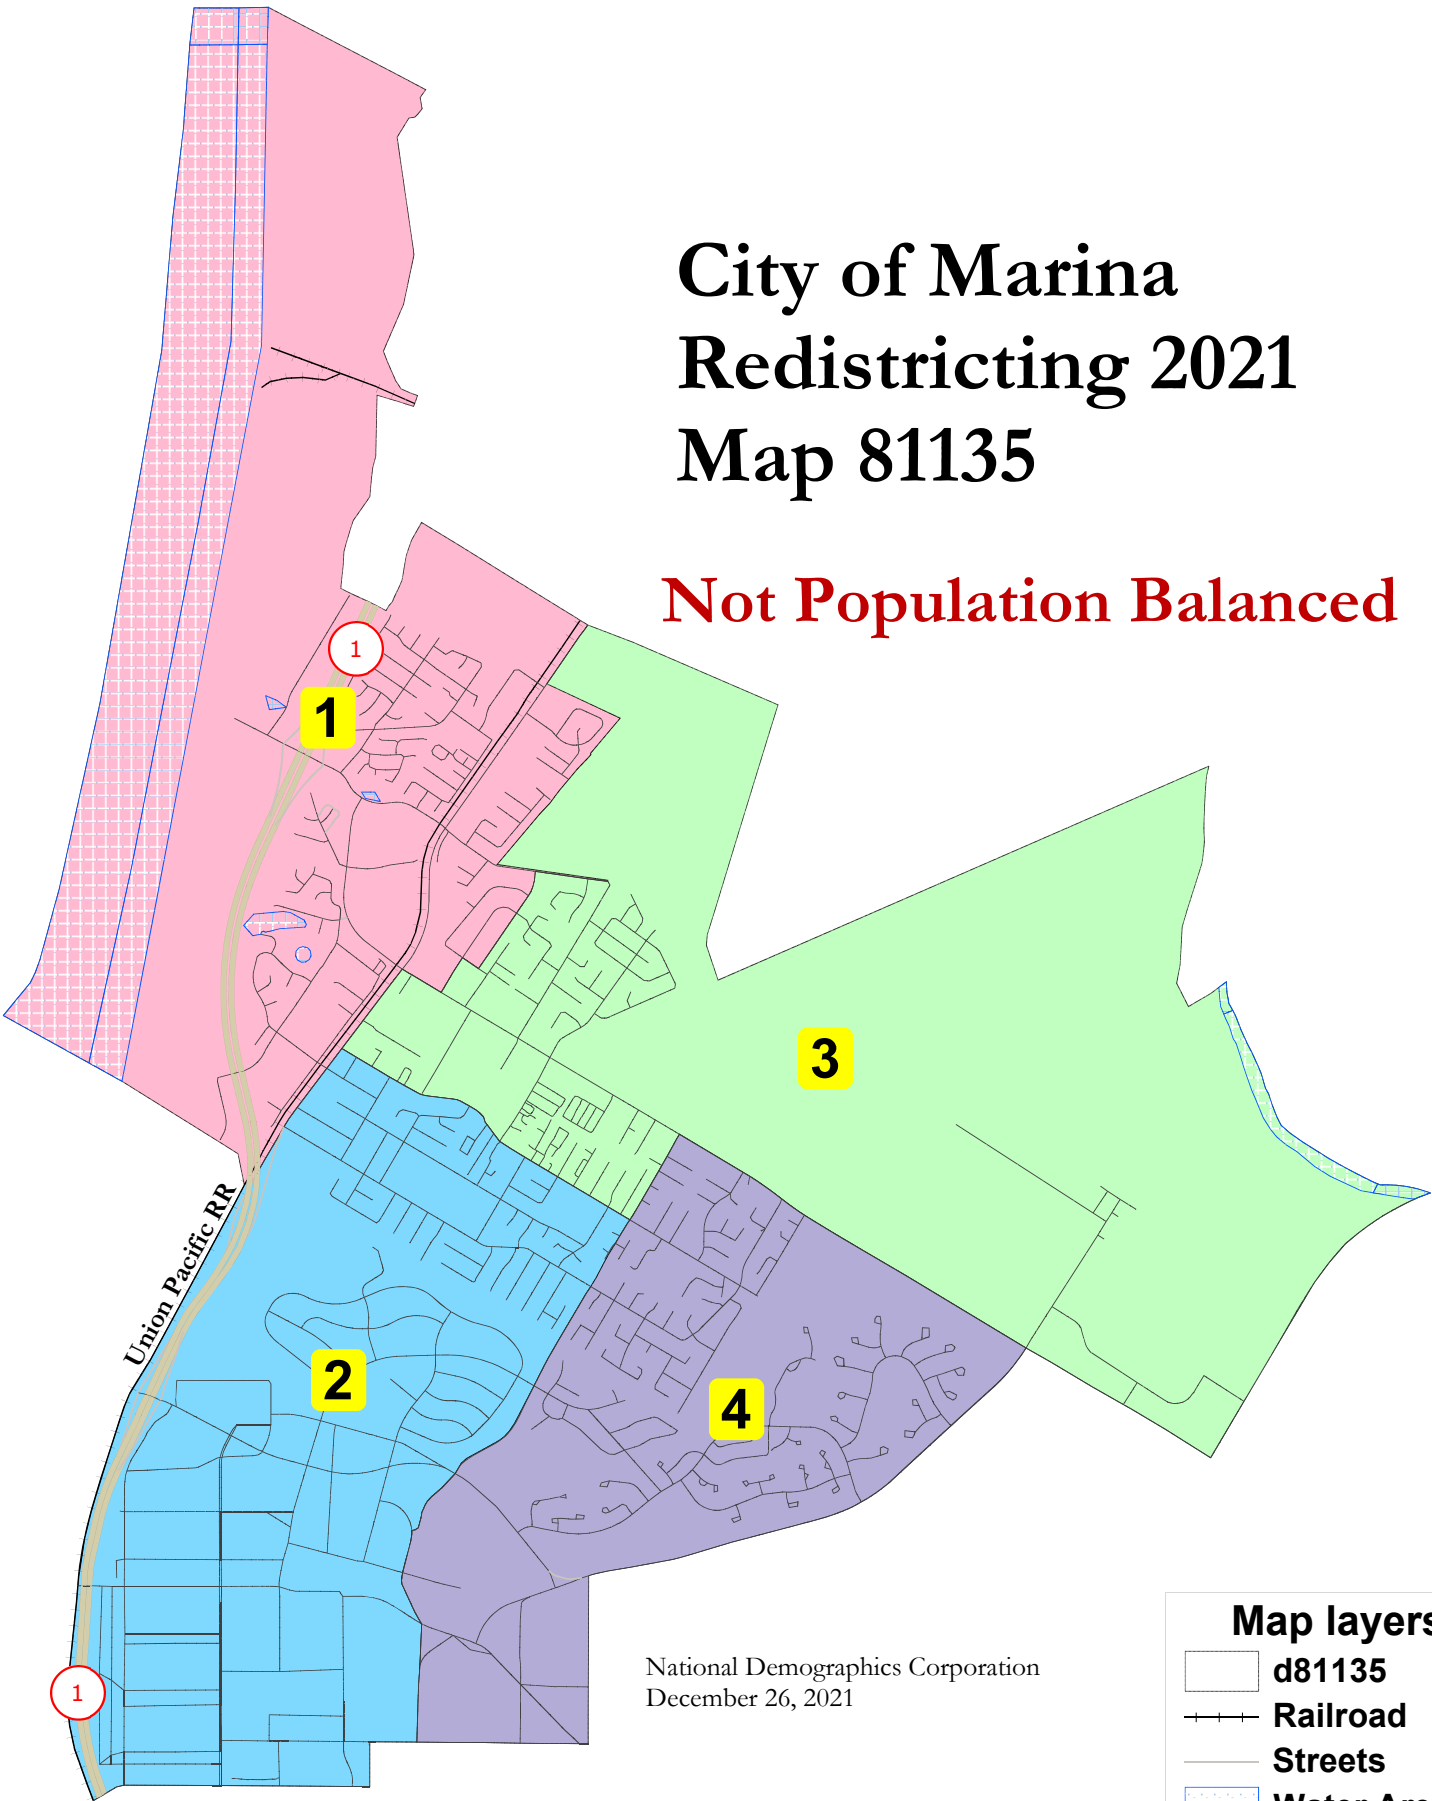 City of Marina
Redistricting 2021
Map 81135
Not Population Balanced
1
1
3
Union Pacific RR
2
4
1
National Demographics Corporation
December 26, 2021
Map layers
d81135
Railroad
Streets
Water